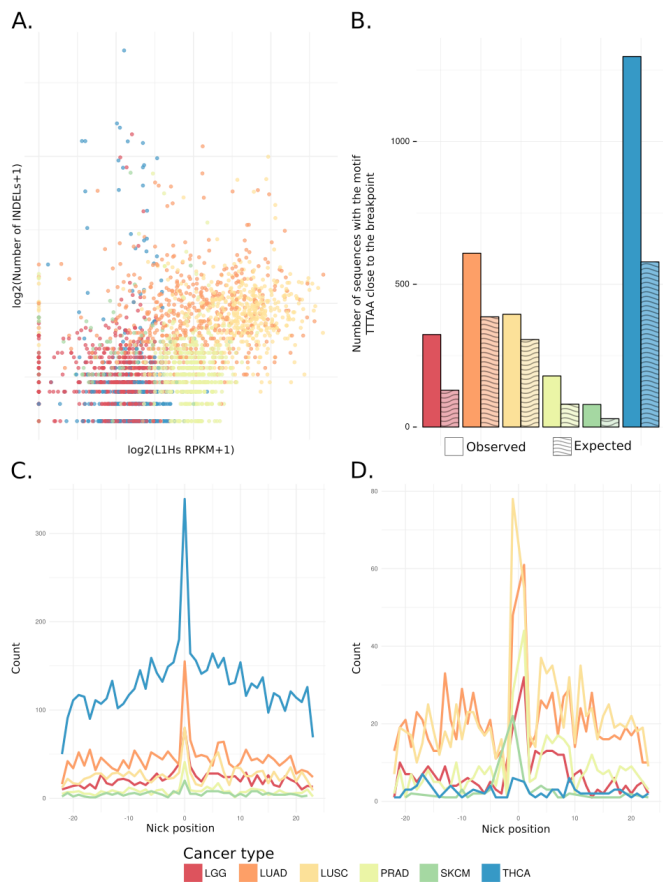 A.
log2(Number of INDELs+1)
log2(L1Hs RPKM+1)
B.
Number of sequences with the motif
TTTAA close to the breakpoint
1000
500
0
Observed
Expected
C.
Count
300
200
100
0
-20
-10
0
10
20
Nick position
D.
Count
80
60
40
20
0
-20
-10
0
10
20
Nick position
Cancer type
LGG LUAD LUSC PRAD SKCM THCA